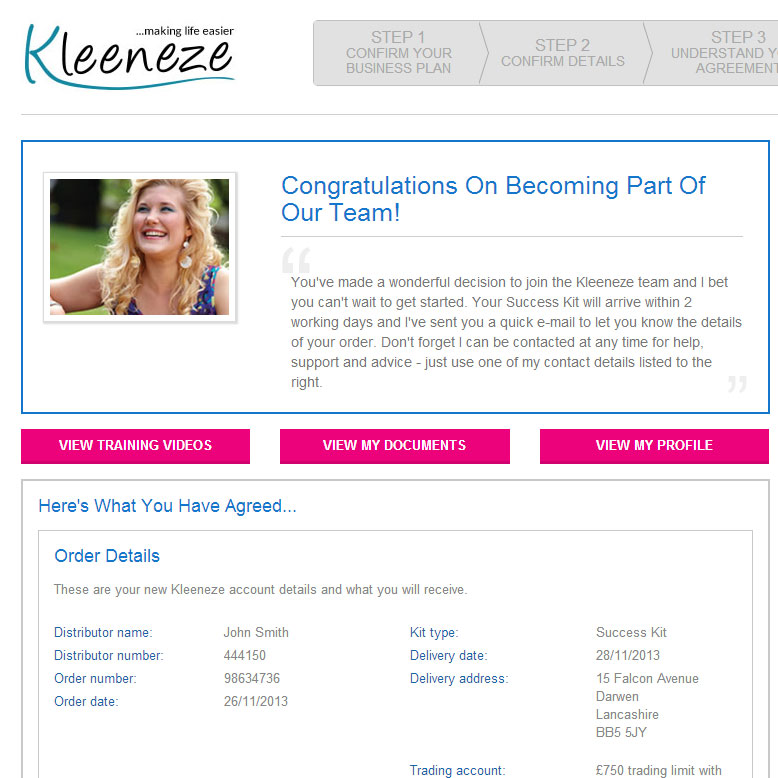 ...making life easier
Kleeneze
STEP 1
CONFIRM YOUR
BUSINESS PLAN
STEP 2
CONFIRM DETAILS
STEP 3
UNDERSTAND Y
AGREEMENT
Congratulations On Becoming Part Of
Our Team!
“
You've made a wonderful decision to join the Kleeneze team and I bet
you can't wait to get started. Your Success Kit will arrive within 2
working days and I've sent you a quick e-mail to let you know the details
of your order. Don't forget I can be contacted at any time for help,
support and advice - just use one of my contact details listed to the
right.
”
VIEW TRAINING VIDEOS
VIEW MY DOCUMENTS
VIEW MY PROFILE
Here's What You Have Agreed...
Order Details
These are your new Kleeneze account details and what you will receive.
Distributor name: John Smith
Distributor number: 444150
Order number: 98634736
Order date: 26/11/2013
Kit type: Success Kit
Delivery date: 28/11/2013
Delivery address: 15 Falcon Avenue
Darwen
Lancashire
BB5 5JY
Trading account: £750 trading limit with